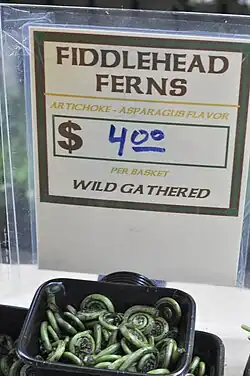 FIDDLEHEAD
FERNS
ARTICHOKE - ASPARAGUS FLAVOR
$ 4.00
PER BASKET
WILD GATHERED